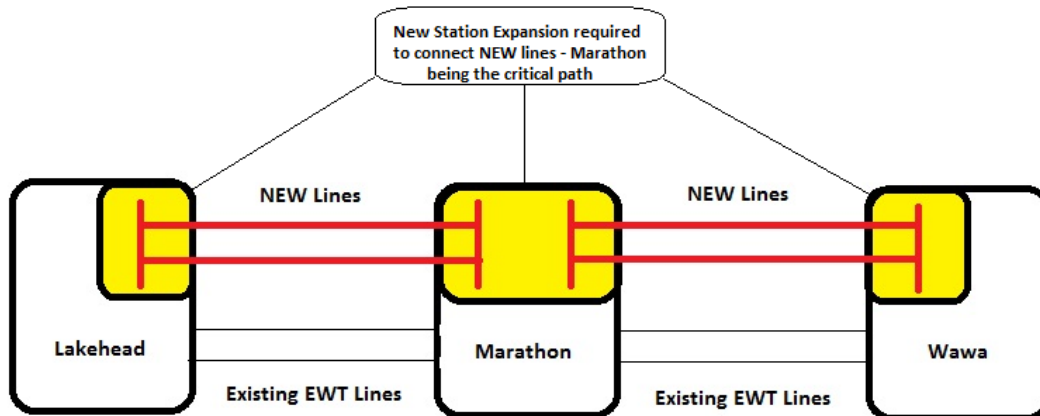 New Station Expansion required
to connect NEW lines - Marathon
being the critical path
NEW Lines
NEW Lines
Lakehead
Marathon
Wawa
Existing EWT Lines
Existing EWT Lines